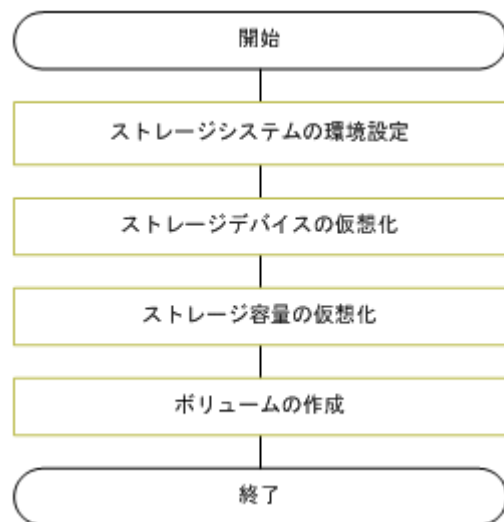 開始
ストレージシステムの環境設定
ストレージデバイスの仮想化
ストレージ容量の仮想化
ボリュームの作成
終了